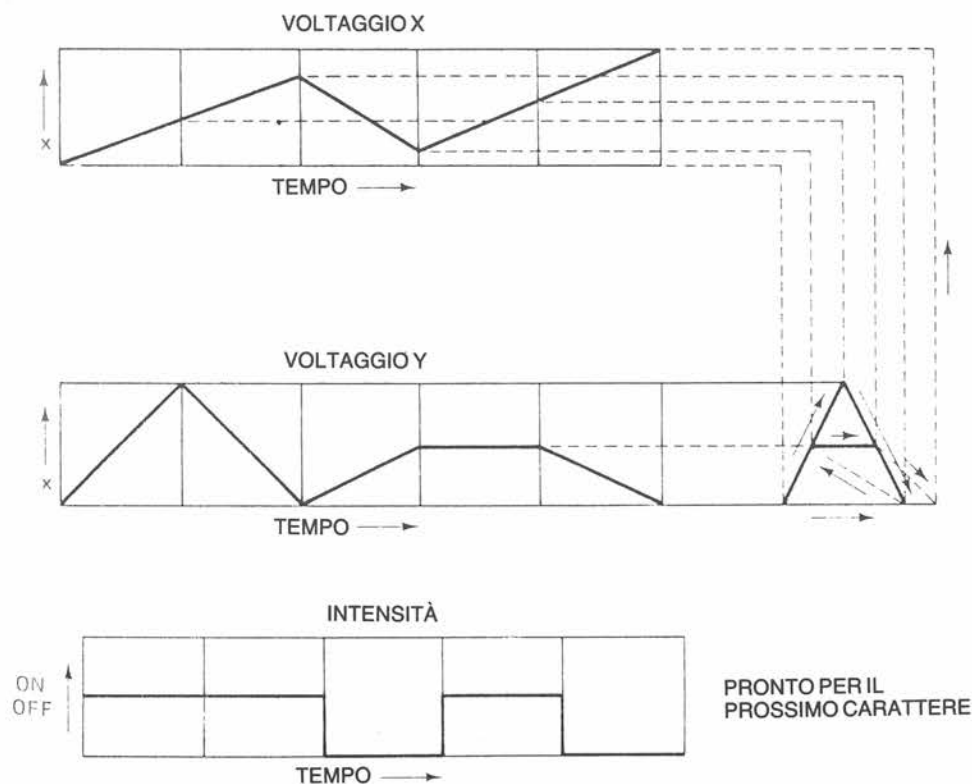 VOLTAGGIO X
x
TEMPO
VOLTAGGIO Y
x
TEMPO
INTENSITÀ
ON
OFF
PRONTO PER IL
PROSSIMO CARATTERE
TEMPO